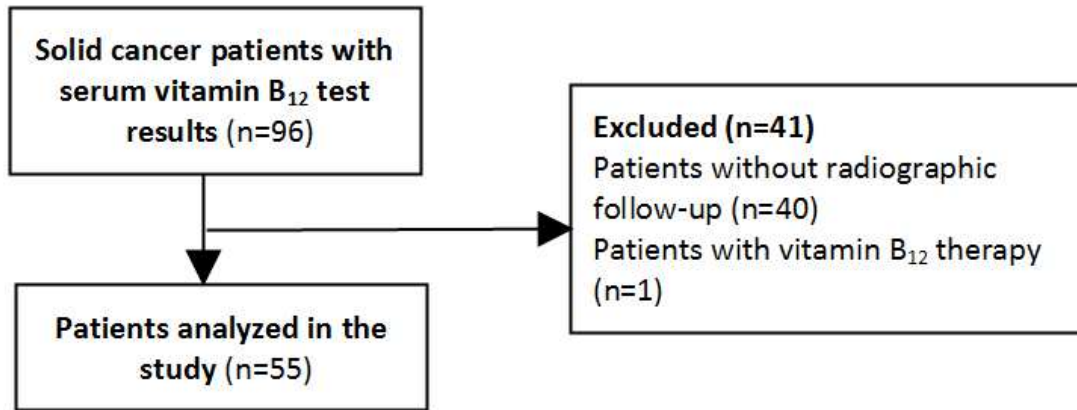 Solid cancer patients with
serum vitamin B₁₂ test
results (n=96)
Excluded (n=41)
Patients without radiographic
follow-up (n=40)
Patients with vitamin B₁₂ therapy
(n=1)
Patients analyzed in the
study (n=55)